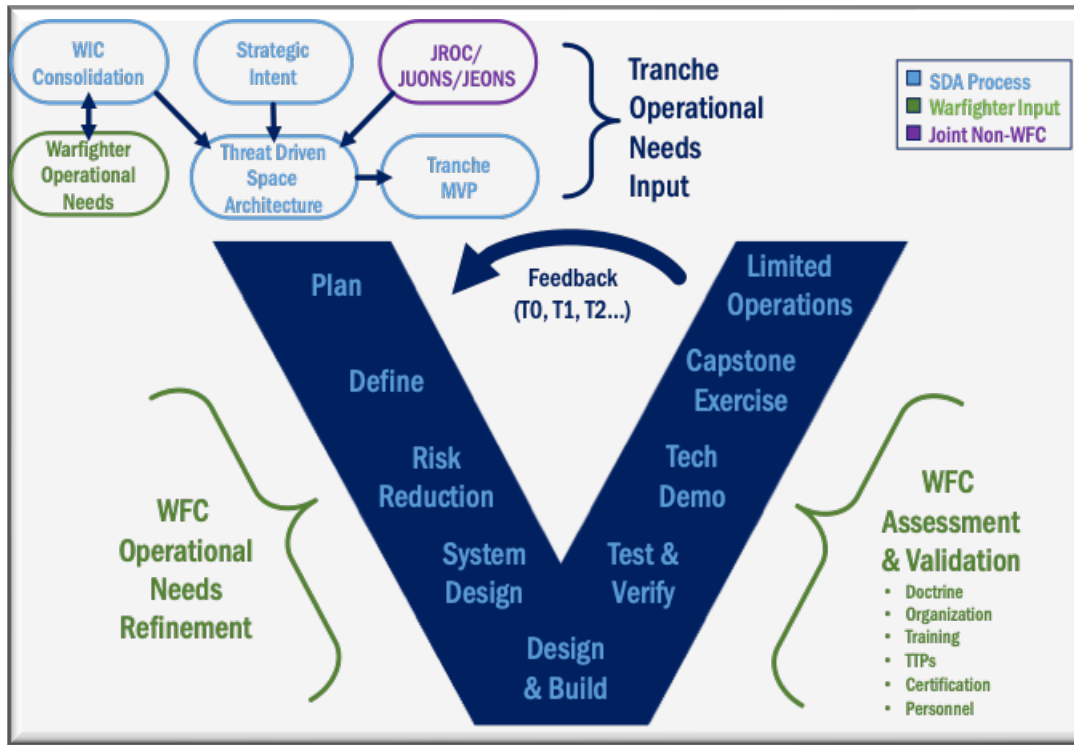 WIC
Consolidation
Strategic
Intent
JROC/
JUONS/JEONS
Warfighter
Operational
Needs
Threat Driven
Space
Architecture
Tranche
MVP
Tranche
Operational
Needs
Input
SDA Process
Warfighter Input
Joint Non-WFC
Plan
Define
Risk
Reduction
System
Design
Design
& Build
Test &
Verify
Tech
Demo
Capstone
Exercise
Limited
Operations
Feedback
(T0, T1, T2...)
WFC
Operational
Needs
Refinement
WFC
Assessment
& Validation
• Doctrine
• Organization
• Training
• TTPs
• Certification
• Personnel